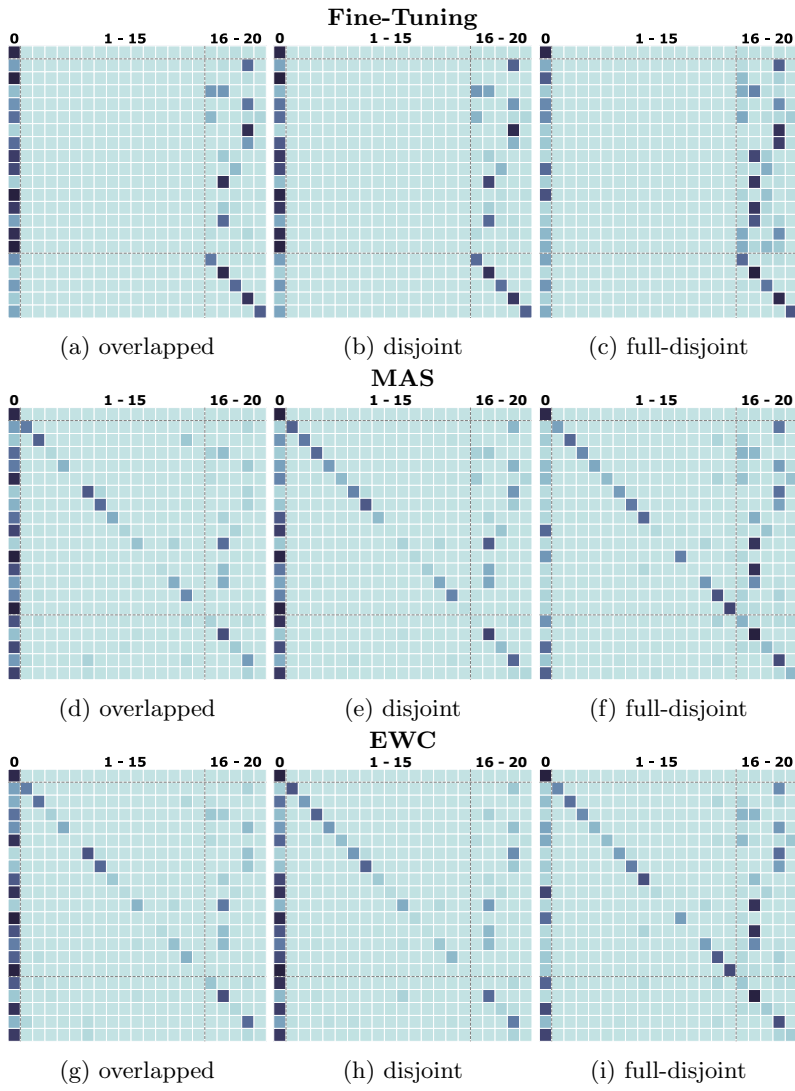 Fine-Tuning
0 1 - 15 16 - 20 0 1 - 15 16 - 20 0 1 - 15 16 - 20
(a) overlapped (b) disjoint (c) full-disjoint
MAS
0 1 - 15 16 - 20 0 1 - 15 16 - 20 0 1 - 15 16 - 20
(d) overlapped (e) disjoint (f) full-disjoint
EWC
0 1 - 15 16 - 20 0 1 - 15 16 - 20 0 1 - 15 16 - 20
(g) overlapped (h) disjoint (i) full-disjoint